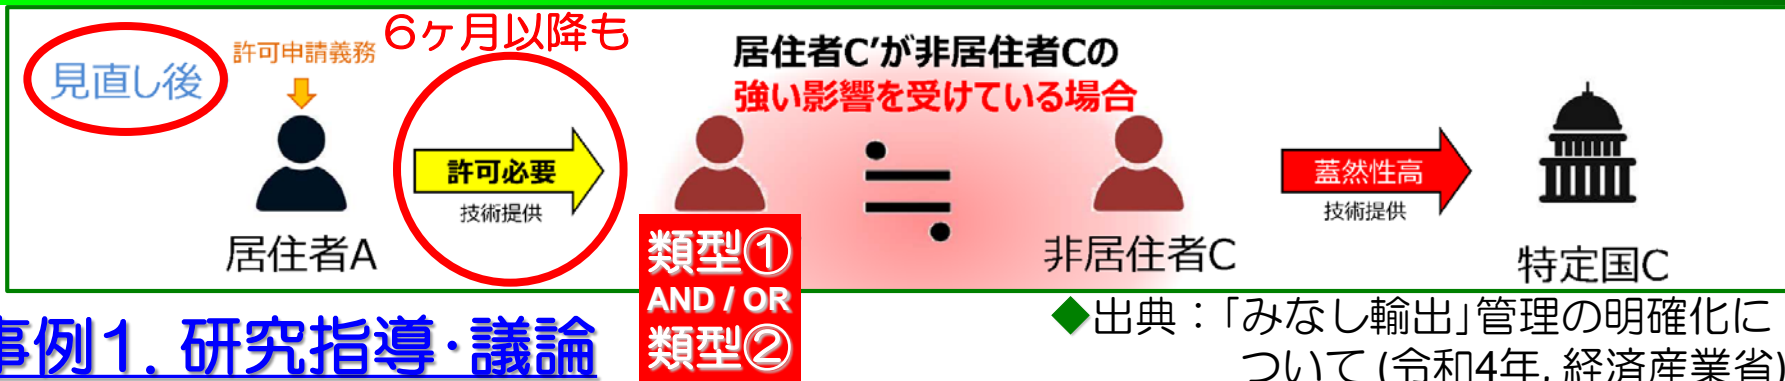 見直し後
許可申請義務
6ヶ月以降も
居住者C'が非居住者Cの
強い影響を受けている場合
許可必要
技術提供
蓋然性高
技術提供
居住者A
類型①
AND / OR
類型②
非居住者C
特定国C
事例1. 研究指導・議論
◆出典：「みなし輸出」管理の明確化に
ついて (令和4年, 経済産業省)